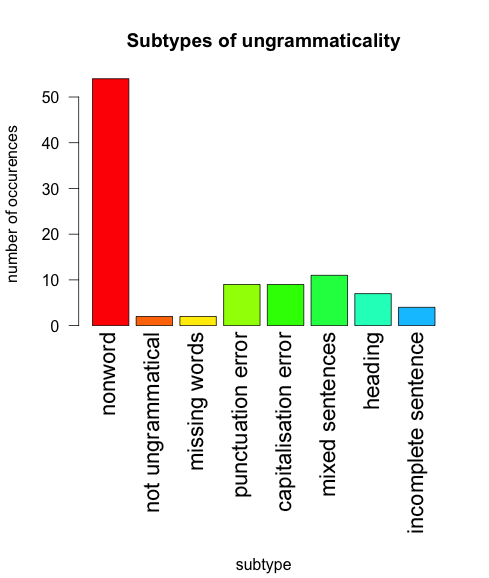 Subtypes of ungrammaticality
number of occurences
50
40
30
20
10
0
nonword
not ungrammatical
missing words
punctuation error
capitalisation error
mixed sentences
heading
incomplete sentence
subtype